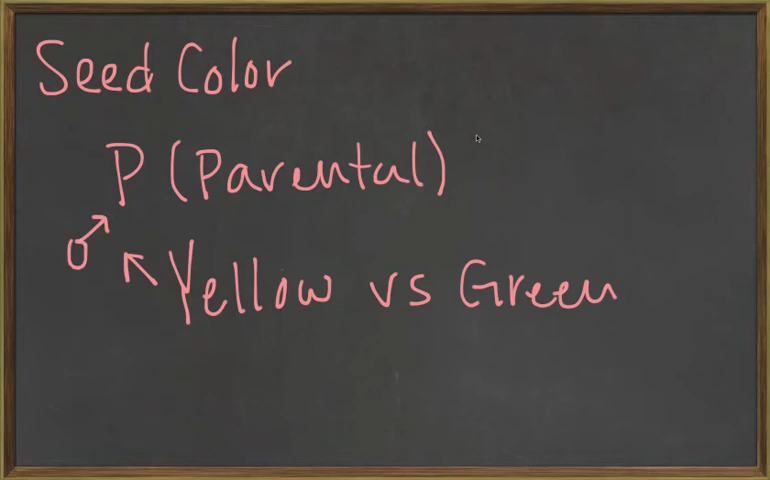 Seed Color
P (Parental)
♂ Yellow vs Green